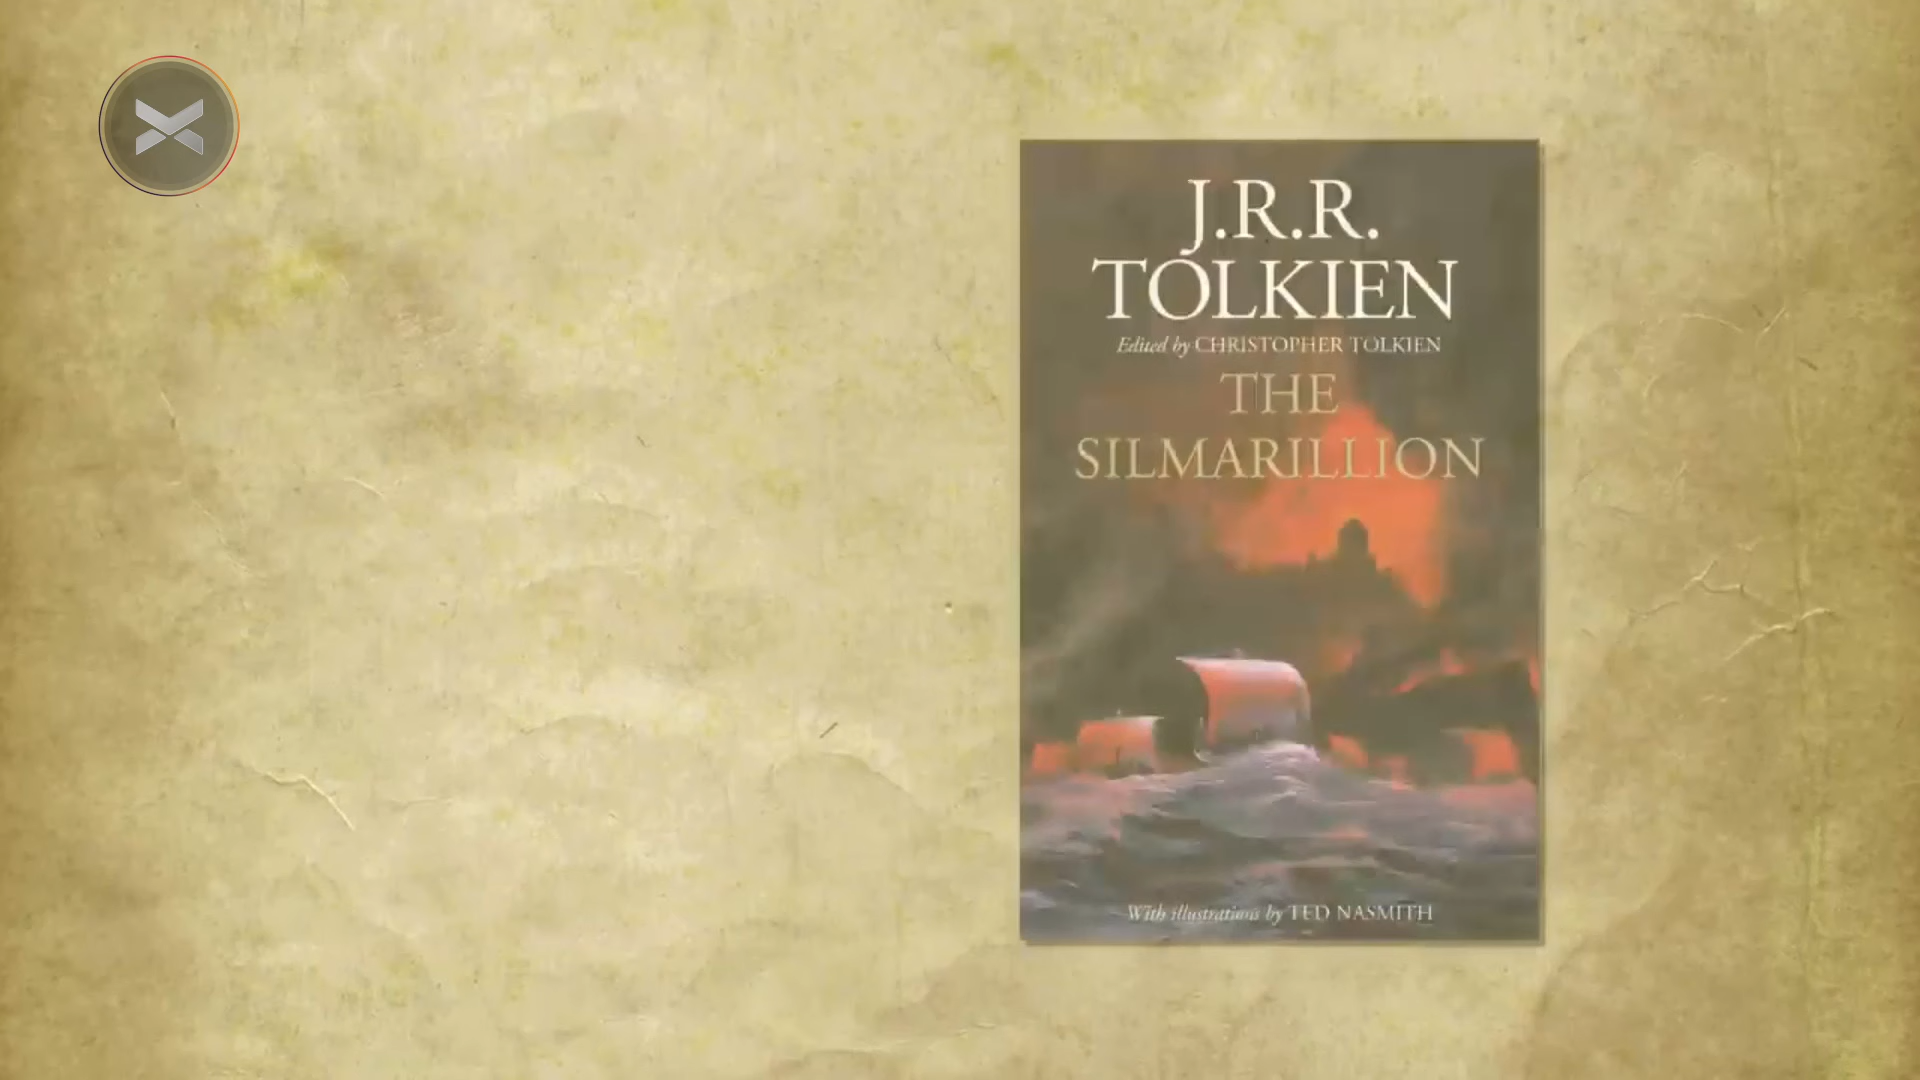 J.R.R.
TOLKIEN
Edited by CHRISTOPHER TOLKIEN
THE
SILMARILLION
With illustrations by TED NASMITH